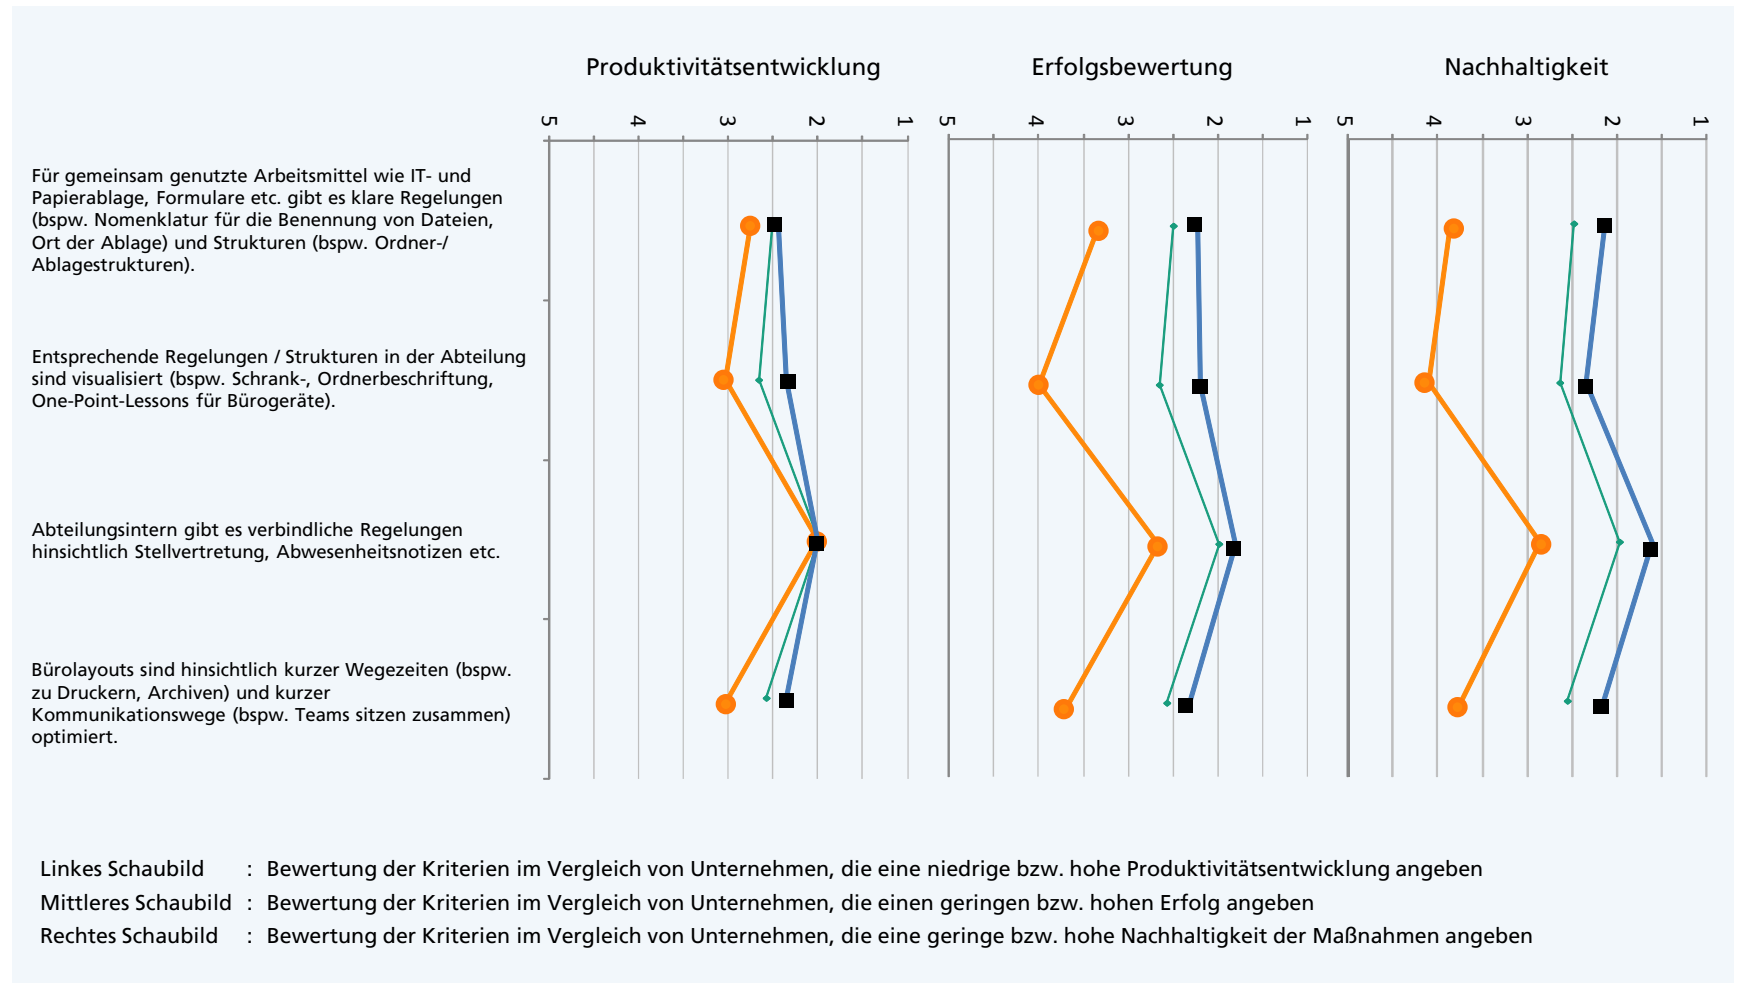 Produktivitätsentwicklung
Erfolgsbewertung
Nachhaltigkeit
5 4 3 2 1
5 4 3 2 1
5 4 3 2 1
Für gemeinsam genutzte Arbeitsmittel wie IT- und
Papierablage, Formulare etc. gibt es klare Regelungen
(bspw. Nomenklatur für die Benennung von Dateien,
Ort der Ablage) und Strukturen (bspw. Ordner-/
Ablagestrukturen).
Entsprechende Regelungen / Strukturen in der Abteilung
sind visualisiert (bspw. Schrank-, Ordnerbeschriftung,
One-Point-Lessons für Bürogeräte).
Abteilungsintern gibt es verbindliche Regelungen
hinsichtlich Stellvertretung, Abwesenheitsnotizen etc.
Bürolayouts sind hinsichtlich kurzer Wegezeiten (bspw.
zu Druckern, Archiven) und kurzer
Kommunikationswege (bspw. Teams sitzen zusammen)
optimiert.
Linkes Schaubild : Bewertung der Kriterien im Vergleich von Unternehmen, die eine niedrige bzw. hohe Produktivitätsentwicklung angeben
Mittleres Schaubild : Bewertung der Kriterien im Vergleich von Unternehmen, die einen geringen bzw. hohen Erfolg angeben
Rechtes Schaubild : Bewertung der Kriterien im Vergleich von Unternehmen, die eine geringe bzw. hohe Nachhaltigkeit der Maßnahmen angeben